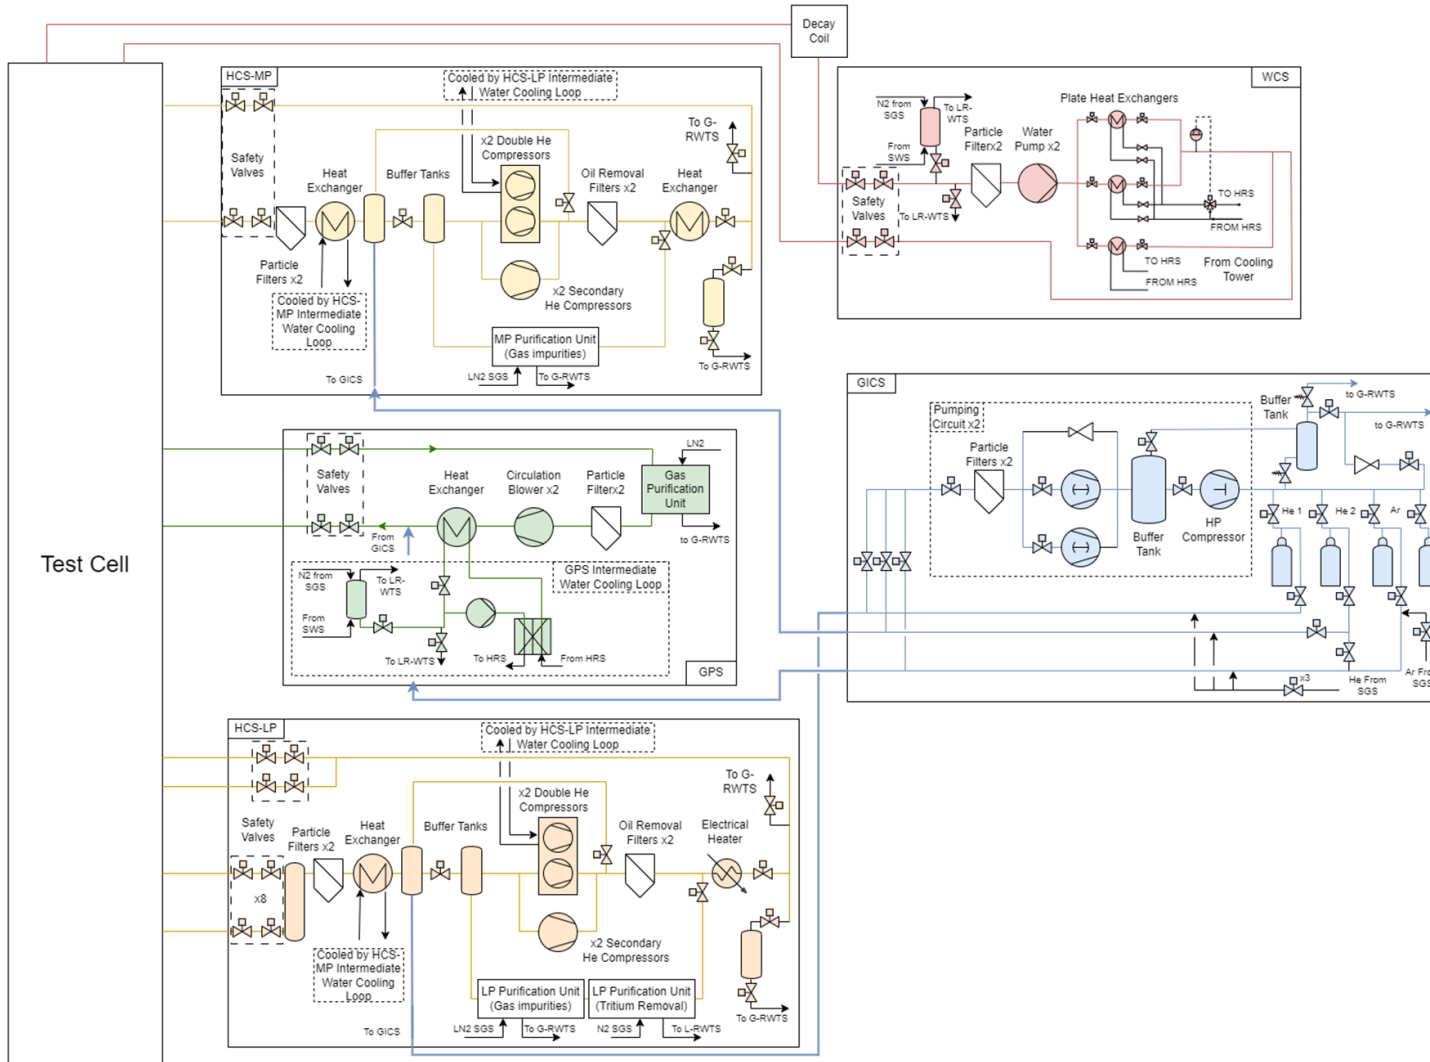 Decay
Coil
Test Cell
HCS-MP
Cooled by HCS-LP Intermediate
Water Cooling Loop
To G-
RWTS
x2 Double He
Compressors
Safety
Valves
Heat
Exchanger
Buffer Tanks
Oil Removal
Filters x2
Heat
Exchanger
Particle
Filters x2
Cooled by HCS-
MP Intermediate
Water Cooling
Loop
x2 Secondary
He Compressors
MP Purification Unit
(Gas impurities)
To GICS
LN2 SGS
To G-RWTS
To G-RWTS
WCS
N2 from
SGS
To LR-
WTS
From
SWS
Particle
Filterx2
Water
Pump x2
Plate Heat Exchangers
Safety
Valves
To LR-WTS
TO HRS
FROM HRS
TO HRS
FROM HRS
From Cooling
Tower
Safety
Valves
Heat
Exchanger
Circulation
Blower x2
Particle
Filterx2
LN2
Gas
Purification
Unit
to G-RWTS
From
GICS
GPS Intermediate
Water Cooling Loop
N2 from
SGS
To LR-
WTS
From
SWS
To LR-WTS
To HRS
From HRS
GPS
GICS
Pumping
Circuit x2
Particle
Filters x2
Buffer
Tank
HP
Compressor
Buffer
Tank
to G-RWTS
to G-RWTS
He 1
He 2
Ar
x3
He From
SGS
Ar Fro
SG
HCS-LP
Cooled by HCS-LP Intermediate
Water Cooling Loop
To G-
RWTS
x2 Double He
Compressors
Safety
Valves
Particle
Filters x2
Heat
Exchanger
Buffer Tanks
Oil Removal
Filters x2
Electrical
Heater
x8
Cooled by HCS-
MP Intermediate
Water Cooling
Loop
x2 Secondary
He Compressors
LP Purification Unit
(Gas impurities)
LP Purification Unit
(Tritium Removal)
To GICS
LN2 SGS
To G-RWTS
N2 SGS
To L-RWTS
To G-RWTS